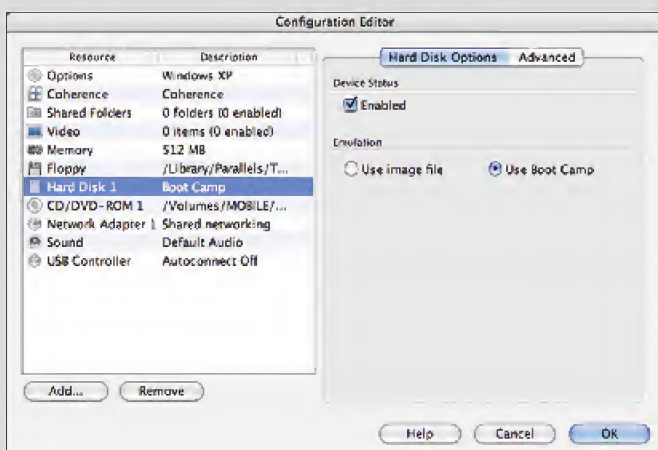 Configuration Editor
Resource Description
Options Windows XP
Coherence Coherence
Shared Folders 0 folders (0 enabled)
Video 0 items (0 enabled)
Memory 512 MB
Floppy /Library/Parallels/T...
Hard Disk 1 Boot Camp
CD/DVD-ROM 1 /Volumes/MOBILE/...
Network Adapter 1 Shared networking
Sound Default Audio
USB Controller Autoconnect Off
Add... Remove
Hard Disk Options Advanced
Device Status
Enabled
Emulation
Use image file Use Boot Camp
Help Cancel OK